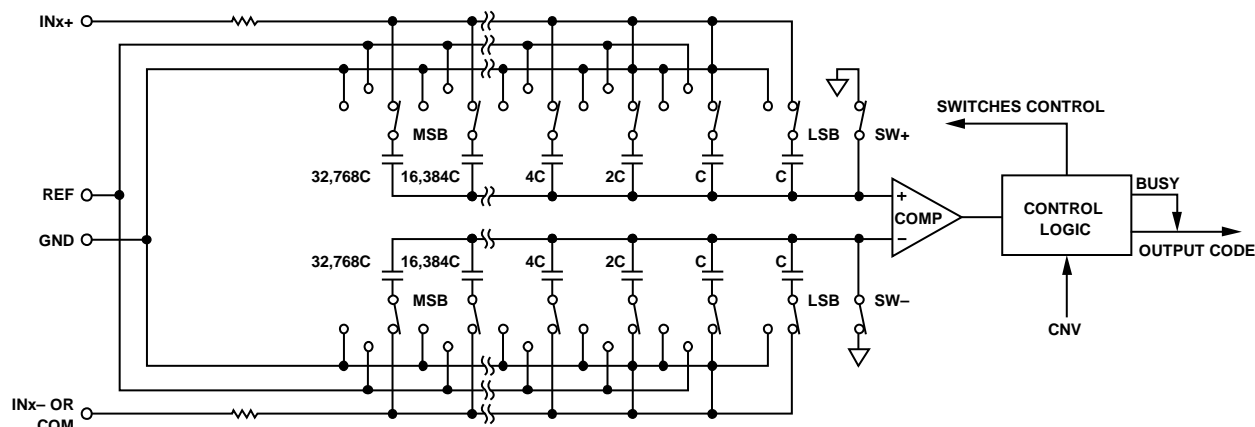 INx+
SWITCHES CONTROL
MSB
LSB
SW+
32,768C 16,384C 4C 2C C C
REF
BUSY
+
COMP
−
CONTROL
LOGIC
GND
OUTPUT CODE
32,768C 16,384C 4C 2C C C
MSB
LSB
SW−
CNV
INx− OR
COM